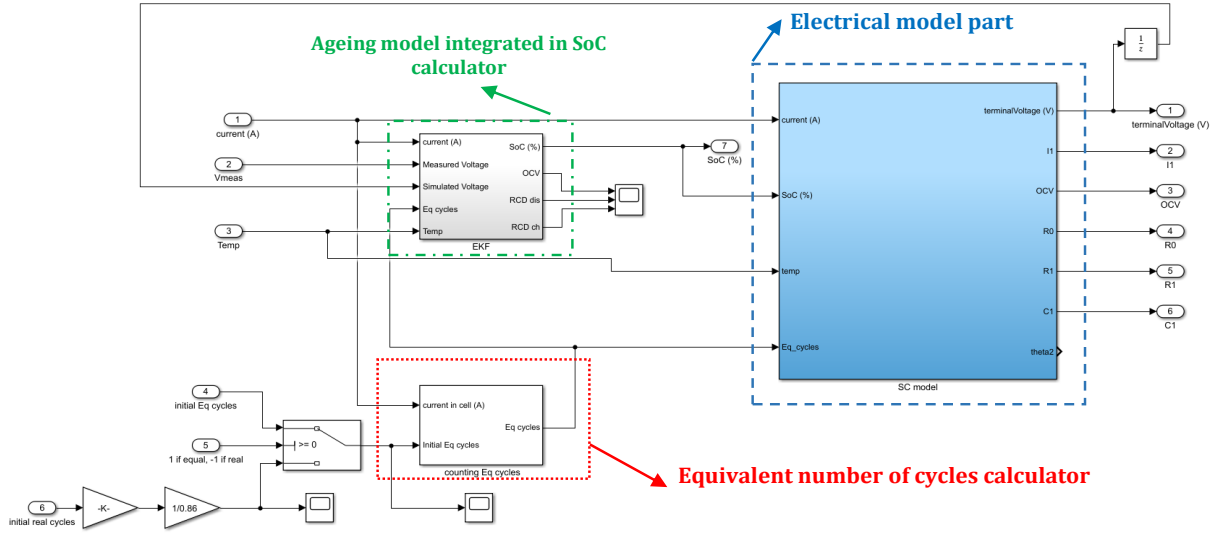 Ageing model integrated in SoC
calculator
Electrical model part
1
z
1
current (A)
2
Vmeas
3
Temp
current (A)
Measured Voltage
Simulated Voltage
Eq cycles
Temp
SoC (%)
OCV
RCD dis
RCD ch
EKF
7
SoC (%)
current (A)
SoC (%)
temp
Eq_cycles
terminalVoltage (V)
I1
OCV
R0
R1
C1
theta2
SC model
1
terminalVoltage (V)
2
I1
3
OCV
4
R0
5
R1
6
C1
4
initial Eq cycles
5
1 if equal, -1 if real
>= 0
6
initial real cycles
-K-
1/0.86
current in cell (A)
Initial Eq cycles
Eq cycles
counting Eq cycles
Equivalent number of cycles calculator